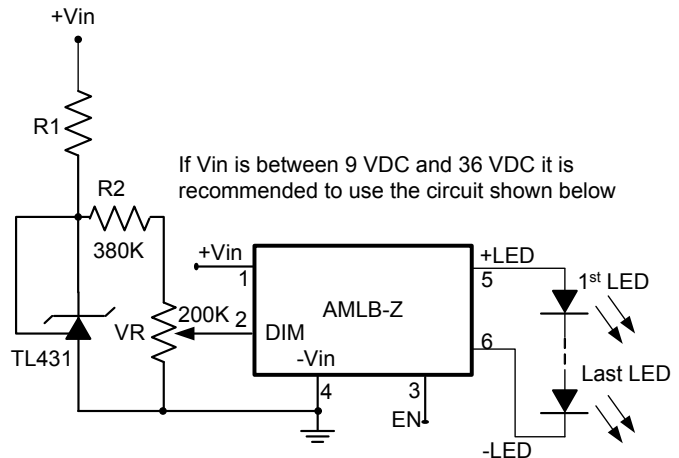 +Vin
R1
If Vin is between 9 VDC and 36 VDC it is
recommended to use the circuit shown below
R2
380K
+Vin
1
+LED
5
1st LED
200K
2
VR
DIM
AMLB-Z
-Vin
6
TL431
4
3
EN
Last LED
-LED